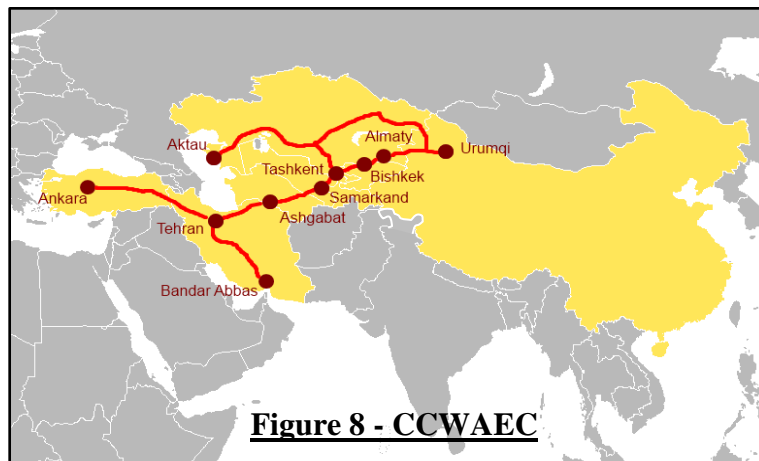 Almaty
Aktau
Urumqi
Tashkent
Bishkek
Ankara
Samarkand
Ashgabat
Tehran
Bandar Abbas
Figure 8 - CCWAEC